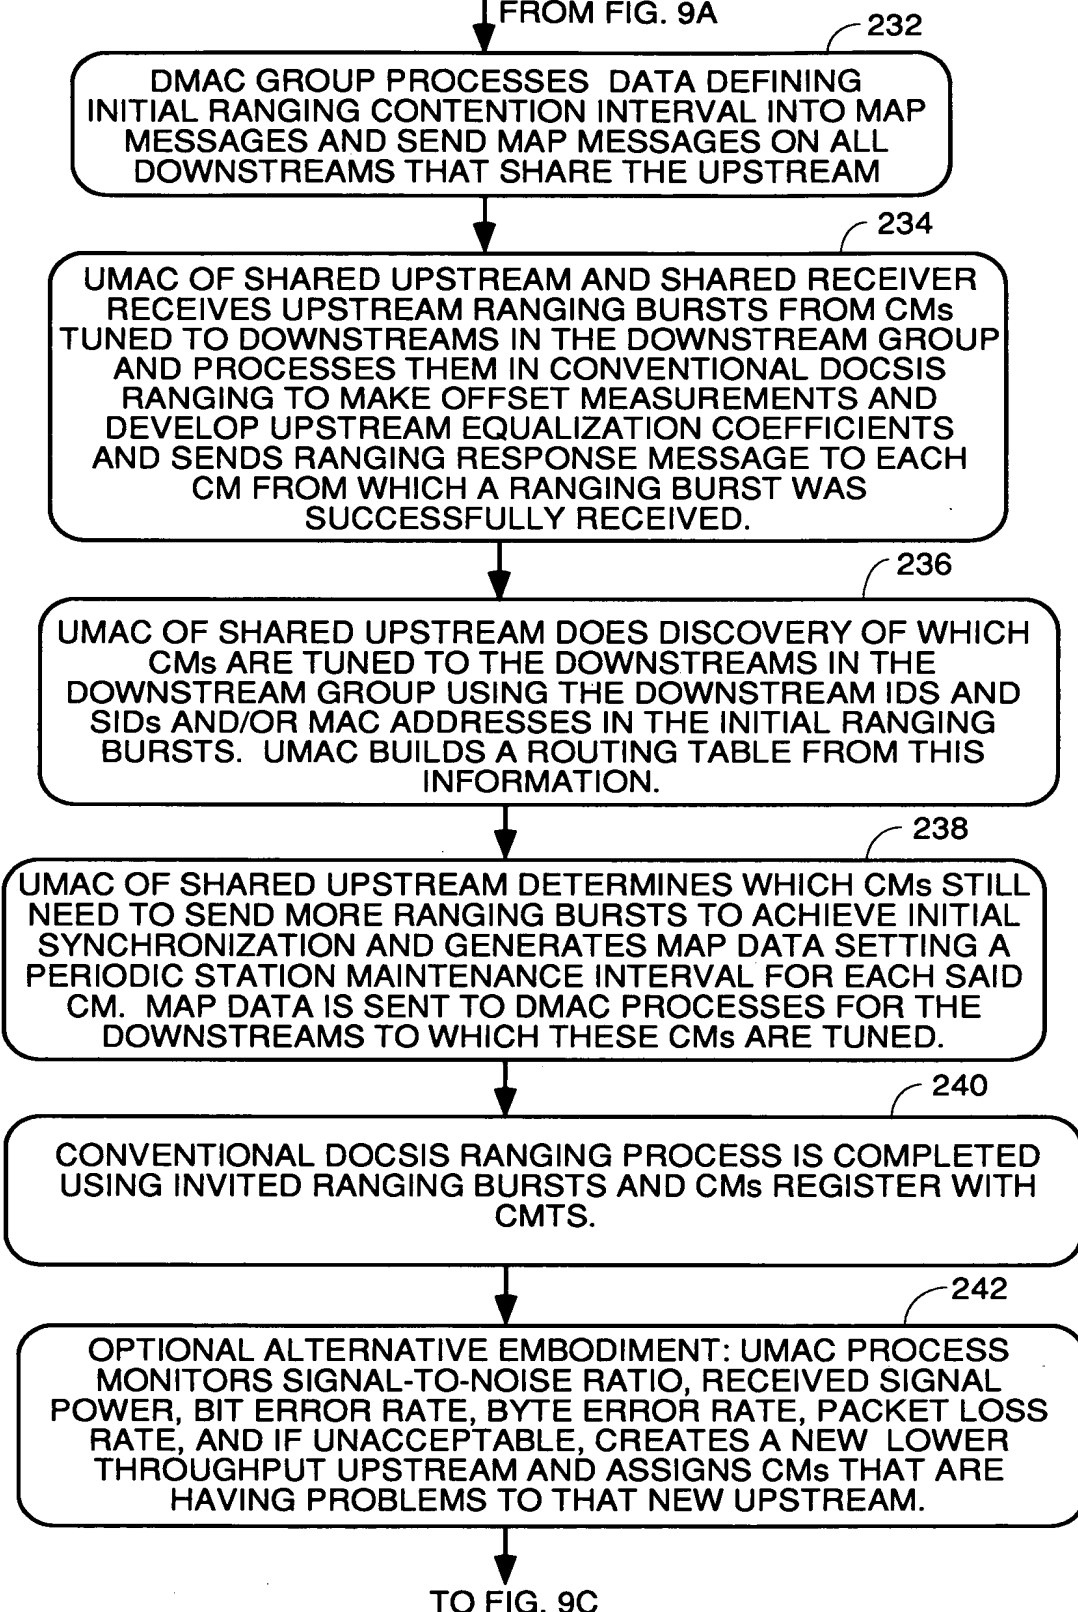 FROM FIG. 9A
232
DMAC GROUP PROCESSES DATA DEFINING
INITIAL RANGING CONTENTION INTERVAL INTO MAP
MESSAGES AND SEND MAP MESSAGES ON ALL
DOWNSTREAMS THAT SHARE THE UPSTREAM
234
UMAC OF SHARED UPSTREAM AND SHARED RECEIVER
RECEIVES UPSTREAM RANGING BURSTS FROM CMs
TUNED TO DOWNSTREAMS IN THE DOWNSTREAM GROUP
AND PROCESSES THEM IN CONVENTIONAL DOCSIS
RANGING TO MAKE OFFSET MEASUREMENTS AND
DEVELOP UPSTREAM EQUALIZATION COEFFICIENTS
AND SENDS RANGING RESPONSE MESSAGE TO EACH
CM FROM WHICH A RANGING BURST WAS
SUCCESSFULLY RECEIVED.
236
UMAC OF SHARED UPSTREAM DOES DISCOVERY OF WHICH
CMs ARE TUNED TO THE DOWNSTREAMS IN THE
DOWNSTREAM GROUP USING THE DOWNSTREAM IDS AND
SIDs AND/OR MAC ADDRESSES IN THE INITIAL RANGING
BURSTS. UMAC BUILDS A ROUTING TABLE FROM THIS
INFORMATION.
238
UMAC OF SHARED UPSTREAM DETERMINES WHICH CMs STILL
NEED TO SEND MORE RANGING BURSTS TO ACHIEVE INITIAL
SYNCHRONIZATION AND GENERATES MAP DATA SETTING A
PERIODIC STATION MAINTENANCE INTERVAL FOR EACH SAID
CM. MAP DATA IS SENT TO DMAC PROCESSES FOR THE
DOWNSTREAMS TO WHICH THESE CMs ARE TUNED.
240
CONVENTIONAL DOCSIS RANGING PROCESS IS COMPLETED
USING INVITED RANGING BURSTS AND CMs REGISTER WITH
CMTS.
242
OPTIONAL ALTERNATIVE EMBODIMENT: UMAC PROCESS
MONITORS SIGNAL-TO-NOISE RATIO, RECEIVED SIGNAL
POWER, BIT ERROR RATE, BYTE ERROR RATE, PACKET LOSS
RATE, AND IF UNACCEPTABLE, CREATES A NEW LOWER
THROUGHPUT UPSTREAM AND ASSIGNS CMs THAT ARE
HAVING PROBLEMS TO THAT NEW UPSTREAM.
TO FIG. 9C